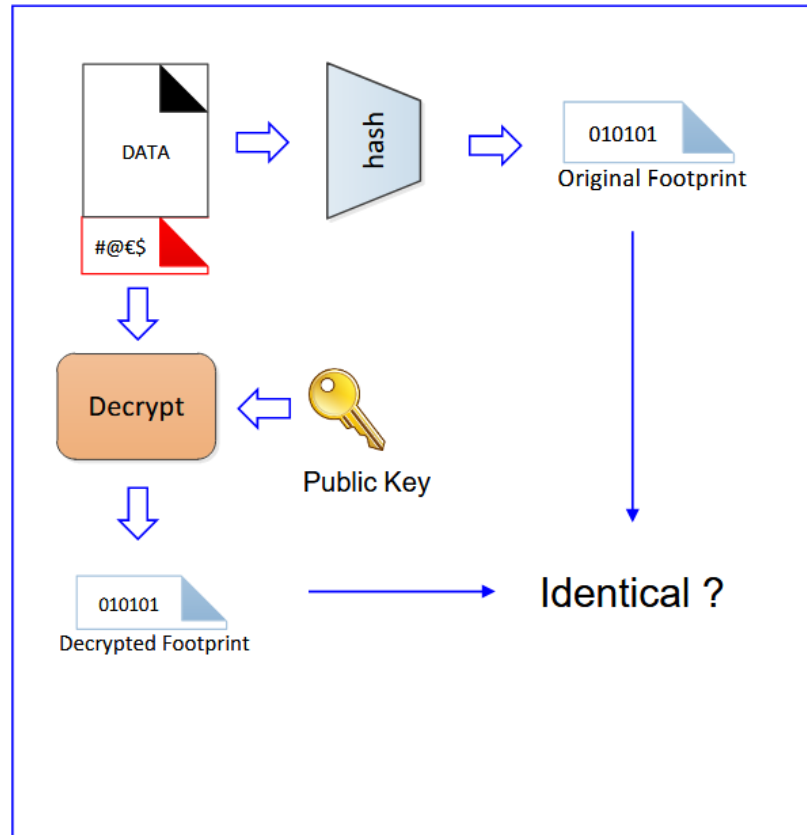 DATA
hash
010101
Original Footprint
#@€$
Decrypt
Public Key
010101
Decrypted Footprint
Identical ?